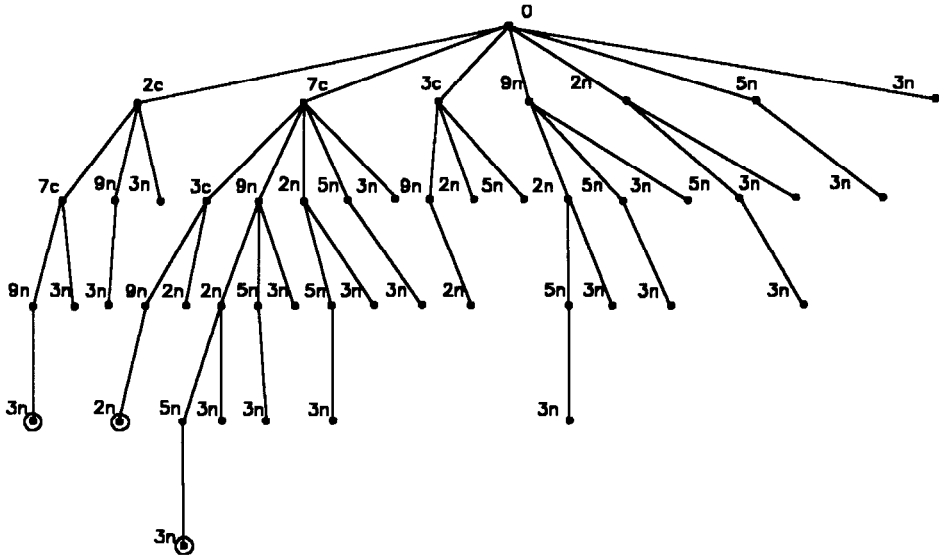 0
2c 7c 3c 9n 2n 5n 3n
7c 9n 3n 3c 9n 2n 5n 3n 9n 2n 5n 2n 5n 3n 5n 3n 3n
9n 3n 3n 9n 2n 2n 5n 3n 5n 3n 3n 2n 5n 3n 3n 3n
3n 2n 5n 3n 3n 3n 3n
3n